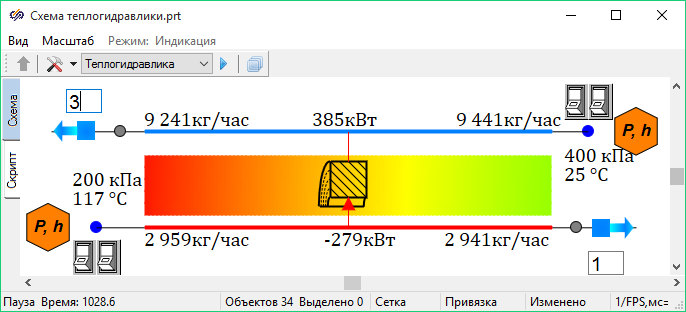 Схема теплогидравлики.prt
Вид Масштаб Режим: Индикация
Теплогидравлика
Схема
Скрипт
3
9 241кг/час 385кВт 9 441кг/час
P, h
400 кПа
25 °C
200 кПа
117 °C
P, h
2 959кг/час -279кВт 2 941кг/час
1
Пауза Время: 1028.6 Объектов 34 Выделено 0 Сетка Привязка Изменено 1/FPS,мс=